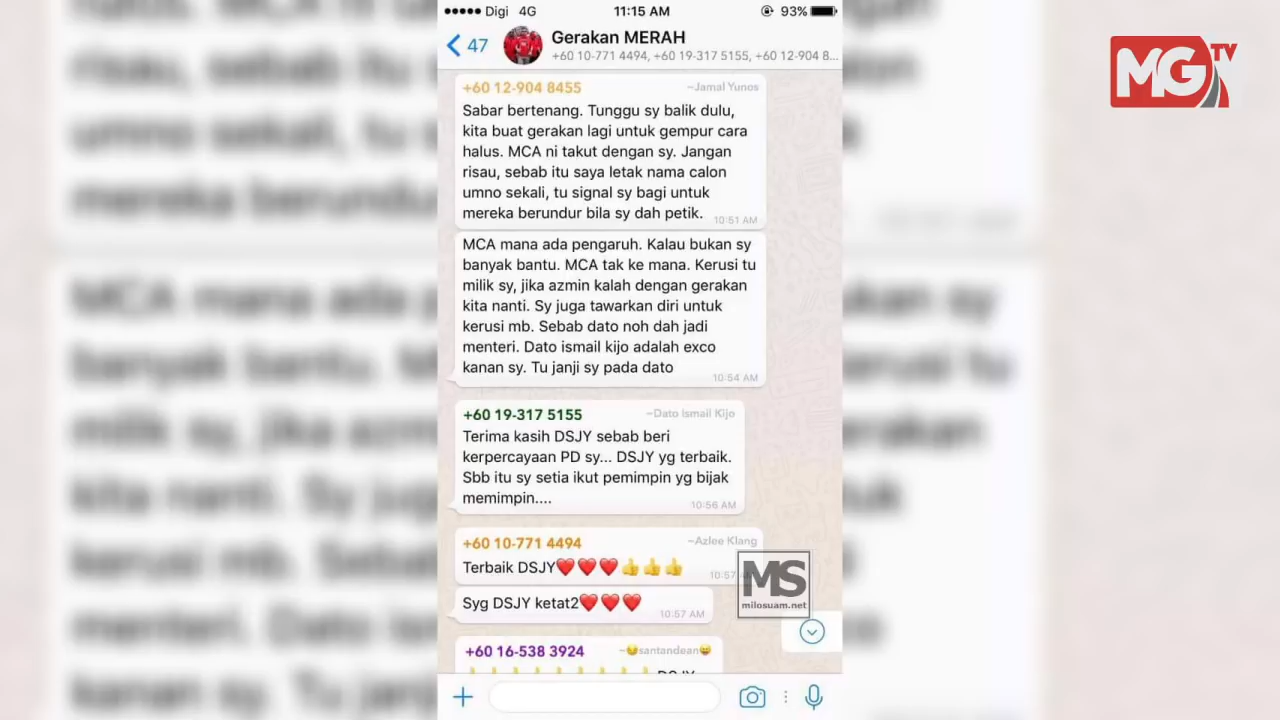 Digi 4G 11:15 AM 93%
47 Gerakan MERAH
+60 10-771 4494, +60 19-317 5155, +60 12-904 8...
MGTV
+60 12-904 8455 ~Jamal Yunos
Sabar bertenang. Tunggu sy balik dulu,
kita buat gerakan lagi untuk gempur cara
halus. MCA ni takut dengan sy. Jangan
risau, sebab itu saya letak nama calon
umno sekali, tu signal sy bagi untuk
mereka berundur bila sy dah petik. 10:51 AM
MCA mana ada pengaruh. Kalau bukan sy
banyak bantu. MCA tak ke mana. Kerusi tu
milik sy, jika azmin kalah dengan gerakan
kita nanti. Sy juga tawarkan diri untuk
kerusi mb. Sebab dato noh dah jadi
menteri. Dato ismail kijo adalah exco
kanan sy. Tu janji sy pada dato 10:54 AM
+60 19-317 5155 ~Dato Ismail Kijo
Terima kasih DSJY sebab beri
kerpercayaan PD sy... DSJY yg terbaik.
Sbb itu sy setia ikut pemimpin yg bijak
memimpin.... 10:56 AM
+60 10-771 4494 ~Azlee Klang
Terbaik DSJY❤️❤️❤️👍👍👍 10:57
Syg DSJY ketat2❤️❤️❤️ 10:57 AM
MS
milosuam.net
+60 16-538 3924 ~😉santandean😄